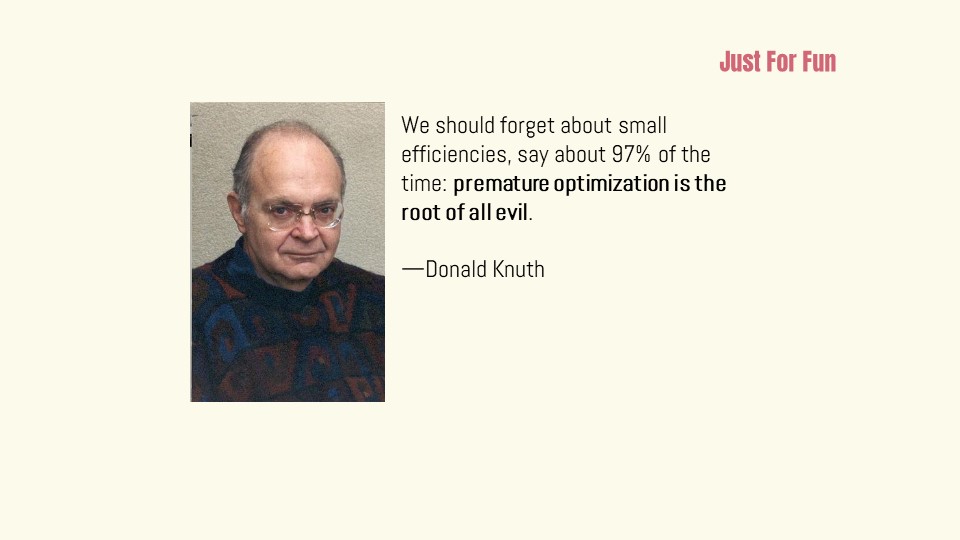 Just For Fun
We should forget about small
efficiencies, say about 97% of the
time: premature optimization is the
root of all evil.
—Donald Knuth